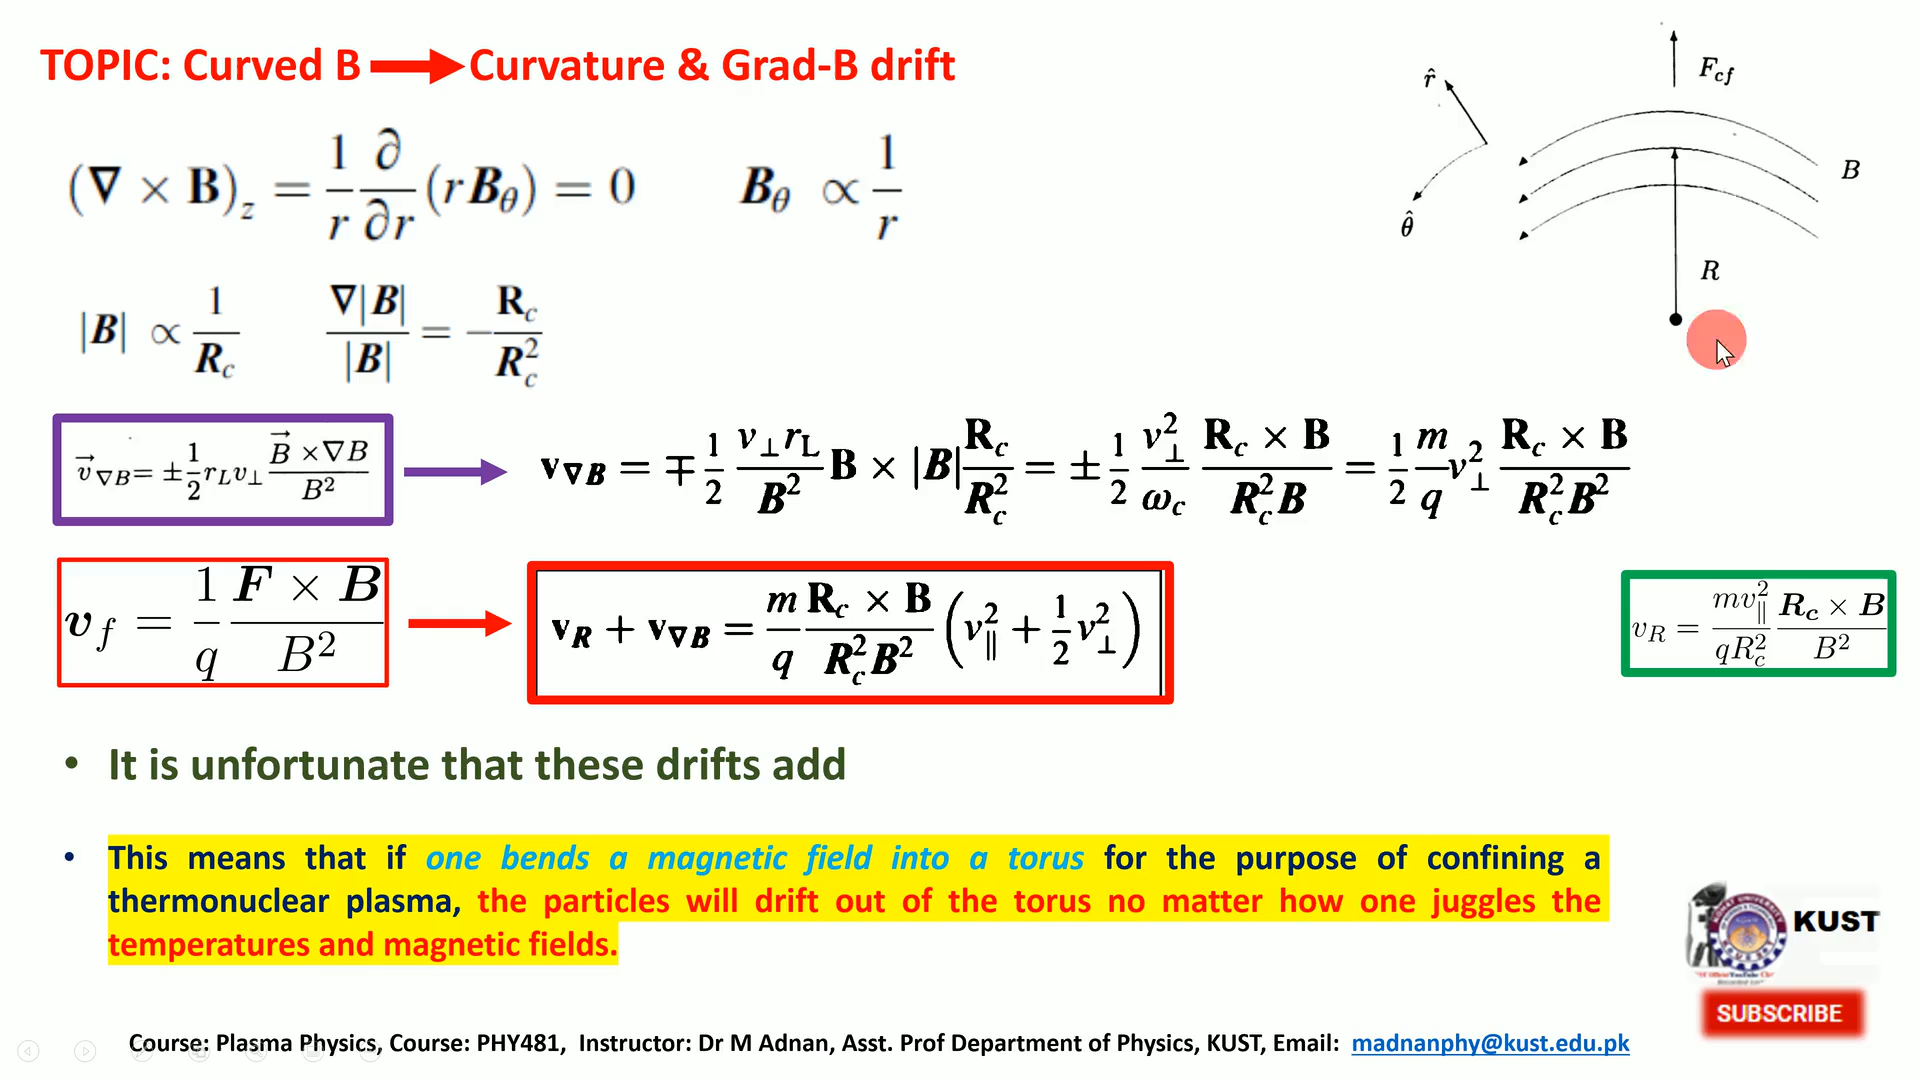 TOPIC: Curved B → Curvature & Grad-B drift
(∇ × B)_z = 1/r ∂/∂r (rB_θ) = 0    B_θ ∝ 1/r
|B| ∝ 1/R_c    ∇|B|/|B| = − R_c/R_c²
v_∇B = ± 1/2 r_L v_⊥ (B × ∇B)/B²
v_∇B = ∓ 1/2 (v_⊥ r_L)/B² B × |B| R_c/R_c² = ± 1/2 v_⊥²/ω_c (R_c × B)/(R_c² B) = 1/2 m/q v_⊥² (R_c × B)/(R_c² B²)
v_f = 1/q (F × B)/B²
v_R + v_∇B = m/q (R_c × B)/(R_c² B²) (v_∥² + 1/2 v_⊥²)
v_R = (m v_∥²)/(q R_c²) (R_c × B)/B²
F_cf
r̂
B
θ̂
R
• It is unfortunate that these drifts add
• This means that if one bends a magnetic field into a torus for the purpose of confining a
thermonuclear plasma, the particles will drift out of the torus no matter how one juggles the
temperatures and magnetic fields.
KUST
SUBSCRIBE
Course: Plasma Physics, Course: PHY481, Instructor: Dr M Adnan, Asst. Prof Department of Physics, KUST, Email: madnanphy@kust.edu.pk